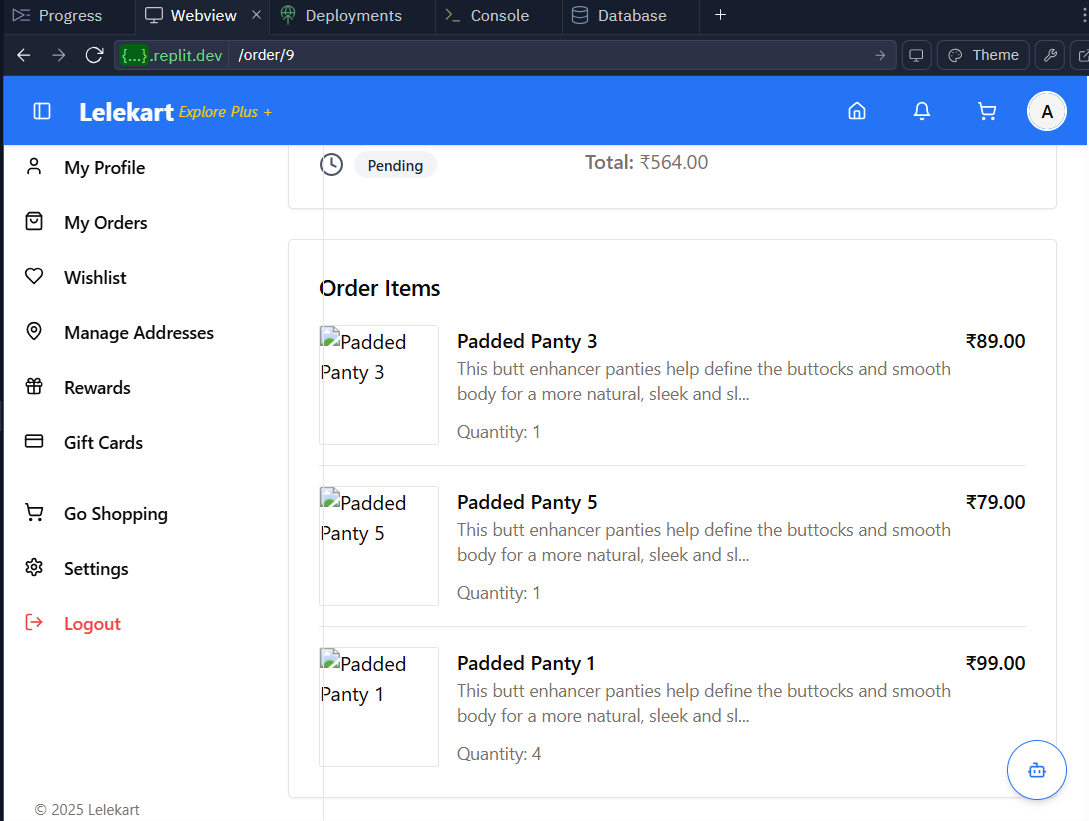 Progress
Webview
Deployments
Console
Database
{...}.replit.dev /order/9
Theme
Lelekart Explore Plus +
A
My Profile
My Orders
Wishlist
Manage Addresses
Rewards
Gift Cards
Go Shopping
Settings
Logout
© 2025 Lelekart
Pending
Total: ₹564.00
Order Items
Padded
Panty 3
Padded Panty 3
₹89.00
This butt enhancer panties help define the buttocks and smooth
body for a more natural, sleek and sl...
Quantity: 1
Padded
Panty 5
Padded Panty 5
₹79.00
This butt enhancer panties help define the buttocks and smooth
body for a more natural, sleek and sl...
Quantity: 1
Padded
Panty 1
Padded Panty 1
₹99.00
This butt enhancer panties help define the buttocks and smooth
body for a more natural, sleek and sl...
Quantity: 4